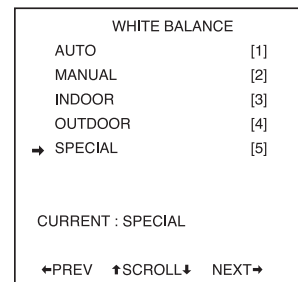 WHITE BALANCE
AUTO [1]
MANUAL [2]
INDOOR [3]
OUTDOOR [4]
➡ SPECIAL [5]
CURRENT : SPECIAL
⬅PREV ⬆SCROLL⬇ NEXT➡